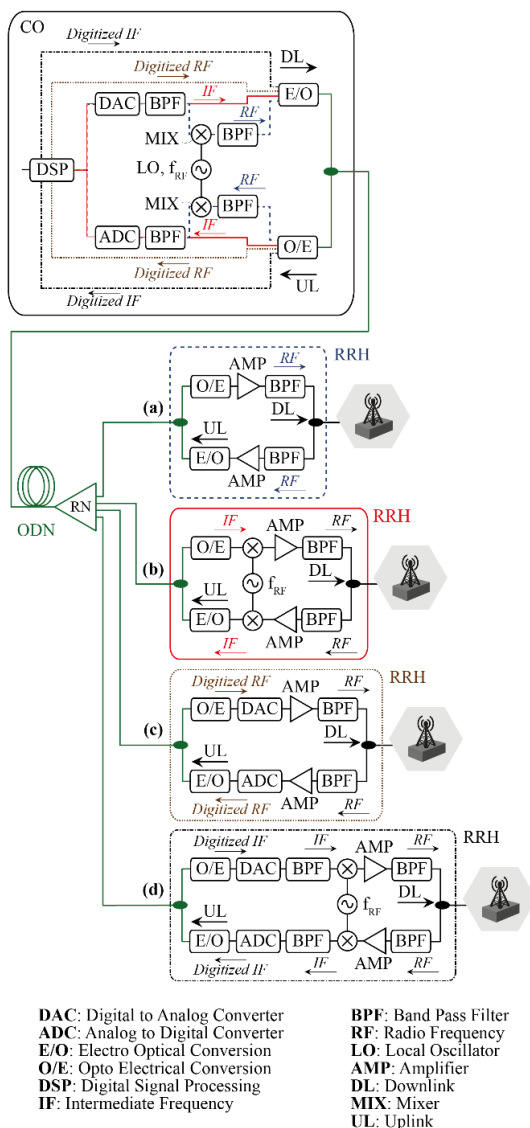 CO
Digitized IF
DL
Digitized RF
IF
DAC
BPF
E/O
RF
MIX
BPF
DSP
LO, fRF
RF
MIX
BPF
IF
ADC
BPF
O/E
Digitized RF
UL
Digitized IF
RRH
AMP
RF
O/E
BPF
(a)
DL
UL
E/O
BPF
AMP
RF
RN
ODN
RRH
IF
AMP
RF
O/E
BPF
(b)
fRF
DL
UL
E/O
BPF
AMP
IF
RF
RRH
Digitized RF
AMP
RF
O/E
DAC
BPF
(c)
DL
UL
E/O
ADC
BPF
AMP
Digitized RF
RF
RRH
Digitized IF
IF
AMP
RF
O/E
DAC
BPF
BPF
(d)
fRF
DL
UL
E/O
ADC
BPF
BPF
AMP
Digitized IF
IF
RF
DAC: Digital to Analog Converter
ADC: Analog to Digital Converter
E/O: Electro Optical Conversion
O/E: Opto Electrical Conversion
DSP: Digital Signal Processing
IF: Intermediate Frequency
BPF: Band Pass Filter
RF: Radio Frequency
LO: Local Oscillator
AMP: Amplifier
DL: Downlink
MIX: Mixer
UL: Uplink